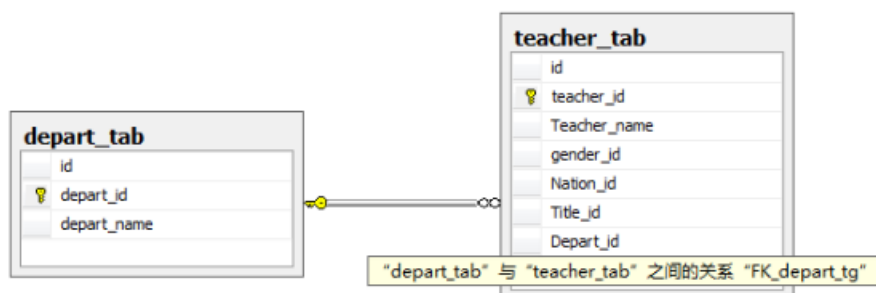 depart_tab
id
depart_id
depart_name
teacher_tab
id
teacher_id
Teacher_name
gender_id
Nation_id
Title_id
Depart_id
“depart_tab”与“teacher_tab”之间的关系“FK_depart_tg”